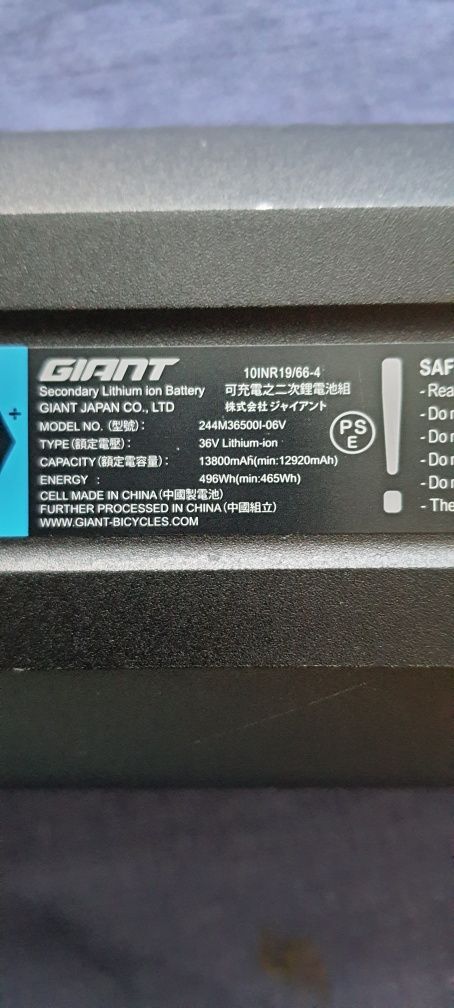 GIANT
10INR19/66-4
Secondary Lithium ion Battery 可充電之二次鋰電池組
GIANT JAPAN CO., LTD 株式会社 ジャイアント
MODEL NO. (型號): 244M36500I-06V
TYPE (額定電壓): 36V Lithium-ion
CAPACITY (額定電容量): 13800mAh(min:12920mAh)
ENERGY : 496Wh(min:465Wh)
CELL MADE IN CHINA (中國製電池)
FURTHER PROCESSED IN CHINA (中國組立)
WWW.GIANT-BICYCLES.COM
PS
E
+
!
SAF
- Rea
- Do n
- Do n
- Do n
- Do n
- The